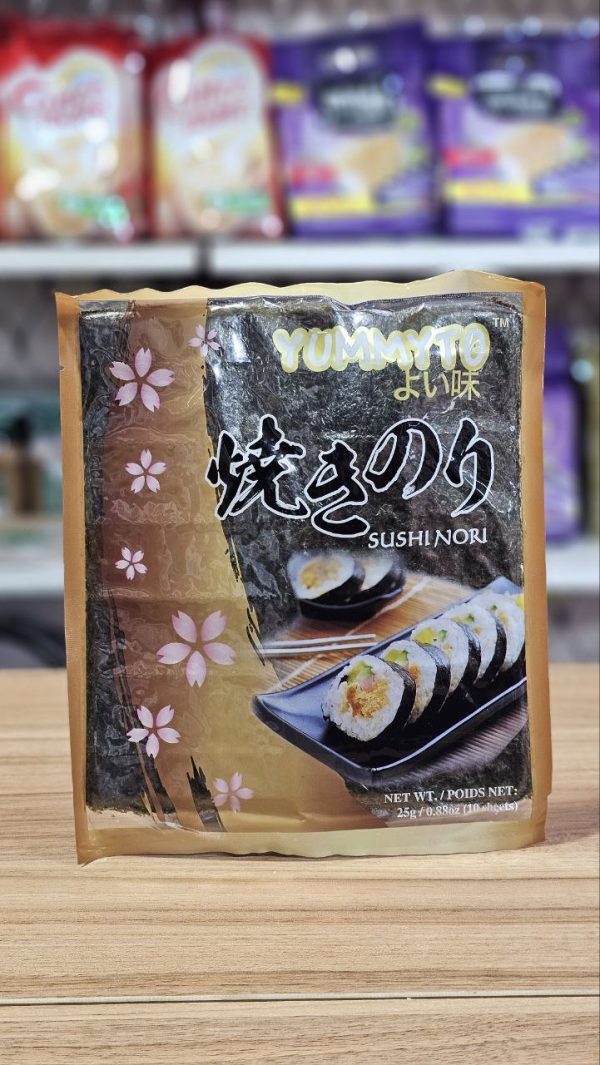 YUMMYTO TM
よい味
焼きのり
SUSHI NORI
NET WT. / POIDS NET:
25g / 0.88oz (10 sheets)